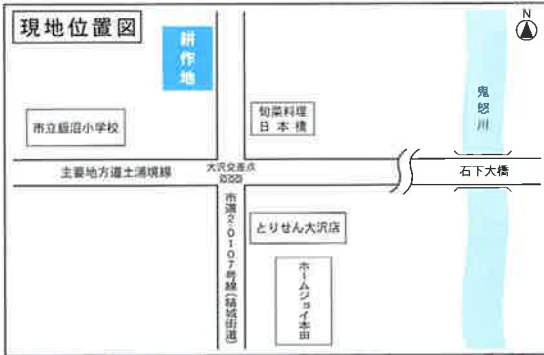 現地位置図
N
耕作地
鬼怒川
旬菜料理
日本橋
市立飯沼小学校
主要地方道土浦境線
大沢交差点
石下大橋
市道2-0107号線(結城街道)
とりせん大沢店
ホームジョイ本田